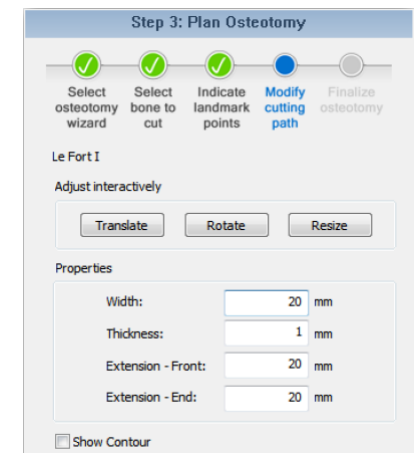 Step 3: Plan Osteotomy
Select osteotomy wizard
Select bone to cut
Indicate landmark points
Modify cutting path
Finalize osteotomy
Le Fort I
Adjust interactively
Translate Rotate Resize
Properties
Width: 20 mm
Thickness: 1 mm
Extension - Front: 20 mm
Extension - End: 20 mm
Show Contour